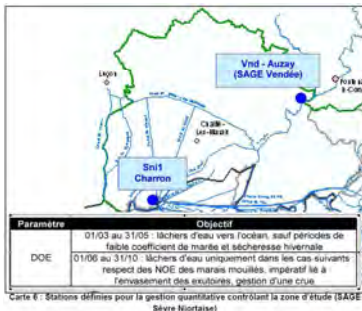 Vnd - Auzay
(SAGE Vendée)
Luçon
Sni1
Charron
Paramètre Objectif
DOE
01/03 au 31/05 : lâchers d'eau vers l'océan, sauf périodes de
faible coefficient de marée et sécheresse hivernale
01/06 au 31/10 : lâchers d'eau uniquement dans les cas suivants
respect des NOE des marais mouillés, impératif lié à
l'envasement des exutoires, gestion d'une crue
Carte 6 : Stations définies pour la gestion quantitative contrôlant la zone d'étude (SAGE
Sèvre Niortaise)